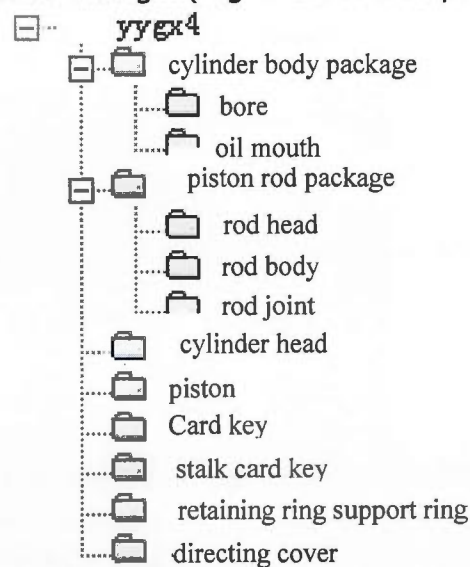 yygx4
cylinder body package
bore
oil mouth
piston rod package
rod head
rod body
rod joint
cylinder head
piston
Card key
stalk card key
retaining ring support ring
directing cover